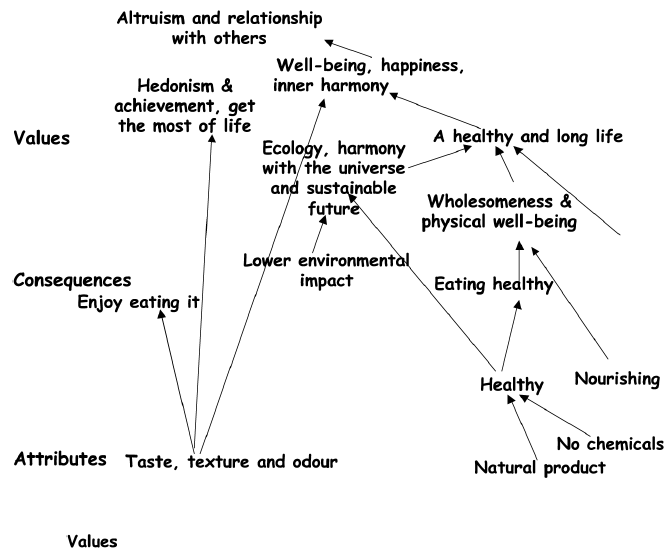 Altruism and relationship
with others
Well-being, happiness,
inner harmony
Hedonism &
achievement, get
the most of life
Values
A healthy and long life
Ecology, harmony
with the universe
and sustainable
future
Wholesomeness &
physical well-being
Lower environmental
impact
Consequences
Enjoy eating it
Eating healthy
Healthy
Nourishing
No chemicals
Attributes
Taste, texture and odour
Natural product
Values